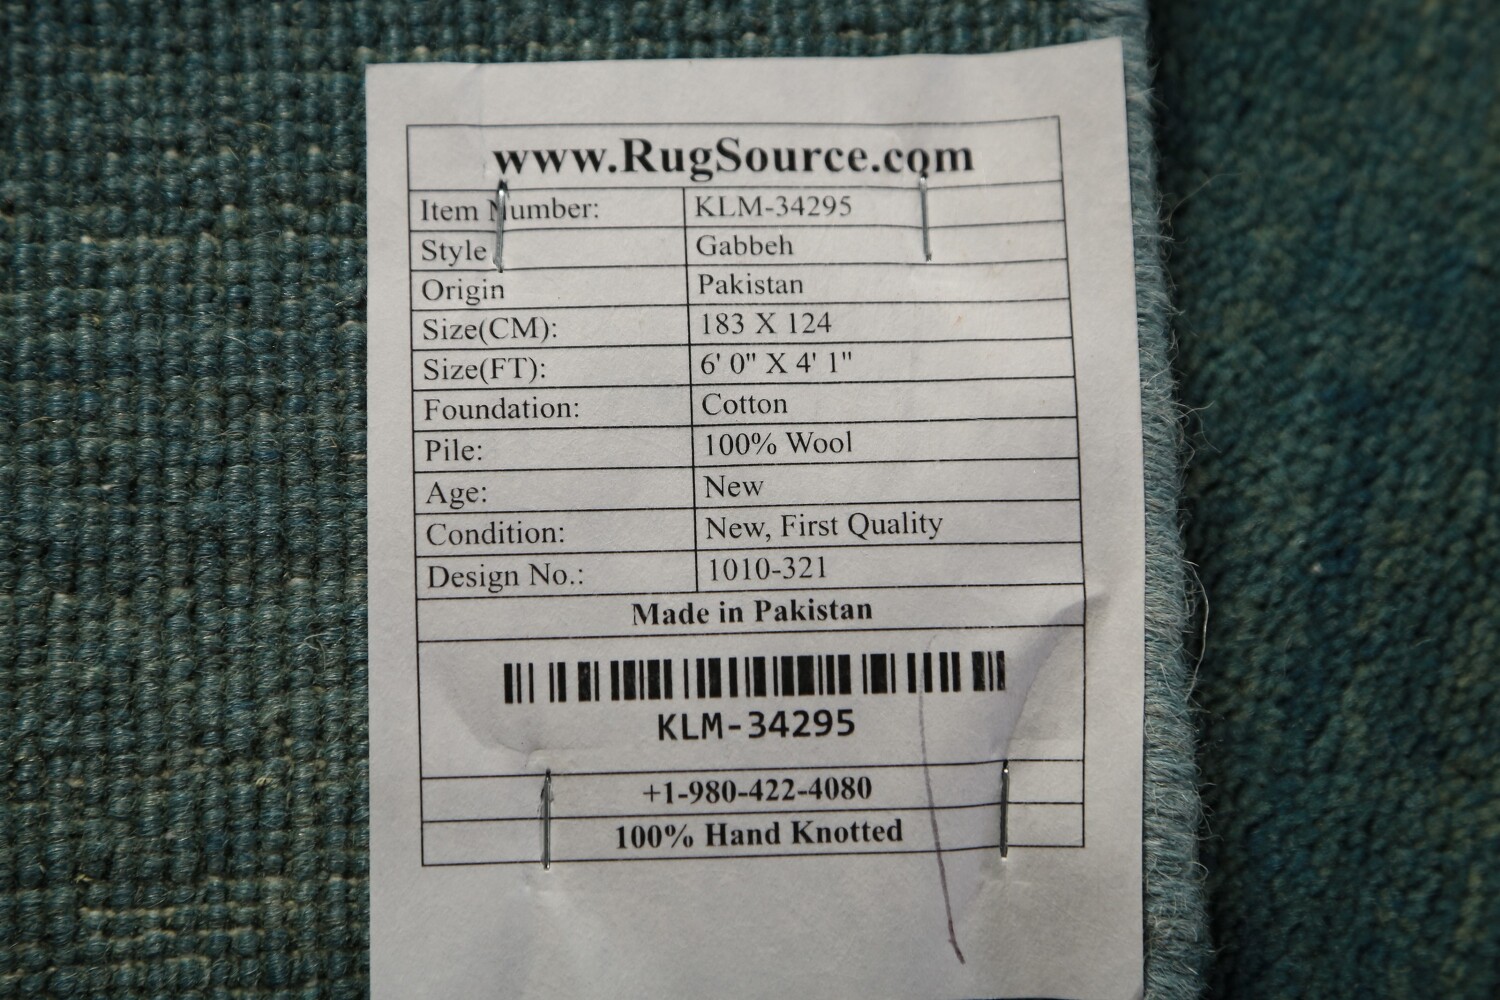 www.RugSource.com
Item Number: KLM-34295
Style Gabbeh
Origin Pakistan
Size(CM): 183 X 124
Size(FT): 6' 0" X 4' 1"
Foundation: Cotton
Pile: 100% Wool
Age: New
Condition: New, First Quality
Design No.: 1010-321
Made in Pakistan
KLM-34295
+1-980-422-4080
100% Hand Knotted